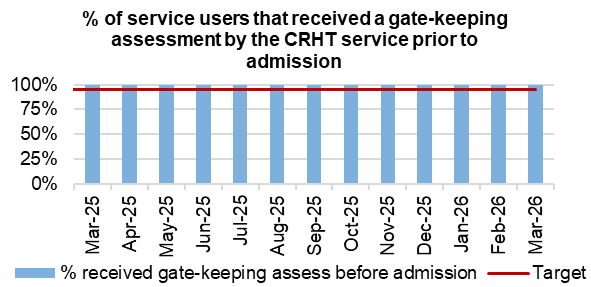 % of service users that received a gate-keeping
assessment by the CRHT service prior to
admission
100%
75%
50%
25%
0%
Mar-25
Apr-25
May-25
Jun-25
Jul-25
Aug-25
Sep-25
Oct-25
Nov-25
Dec-25
Jan-26
Feb-26
Mar-26
% received gate-keeping assess before admission
Target